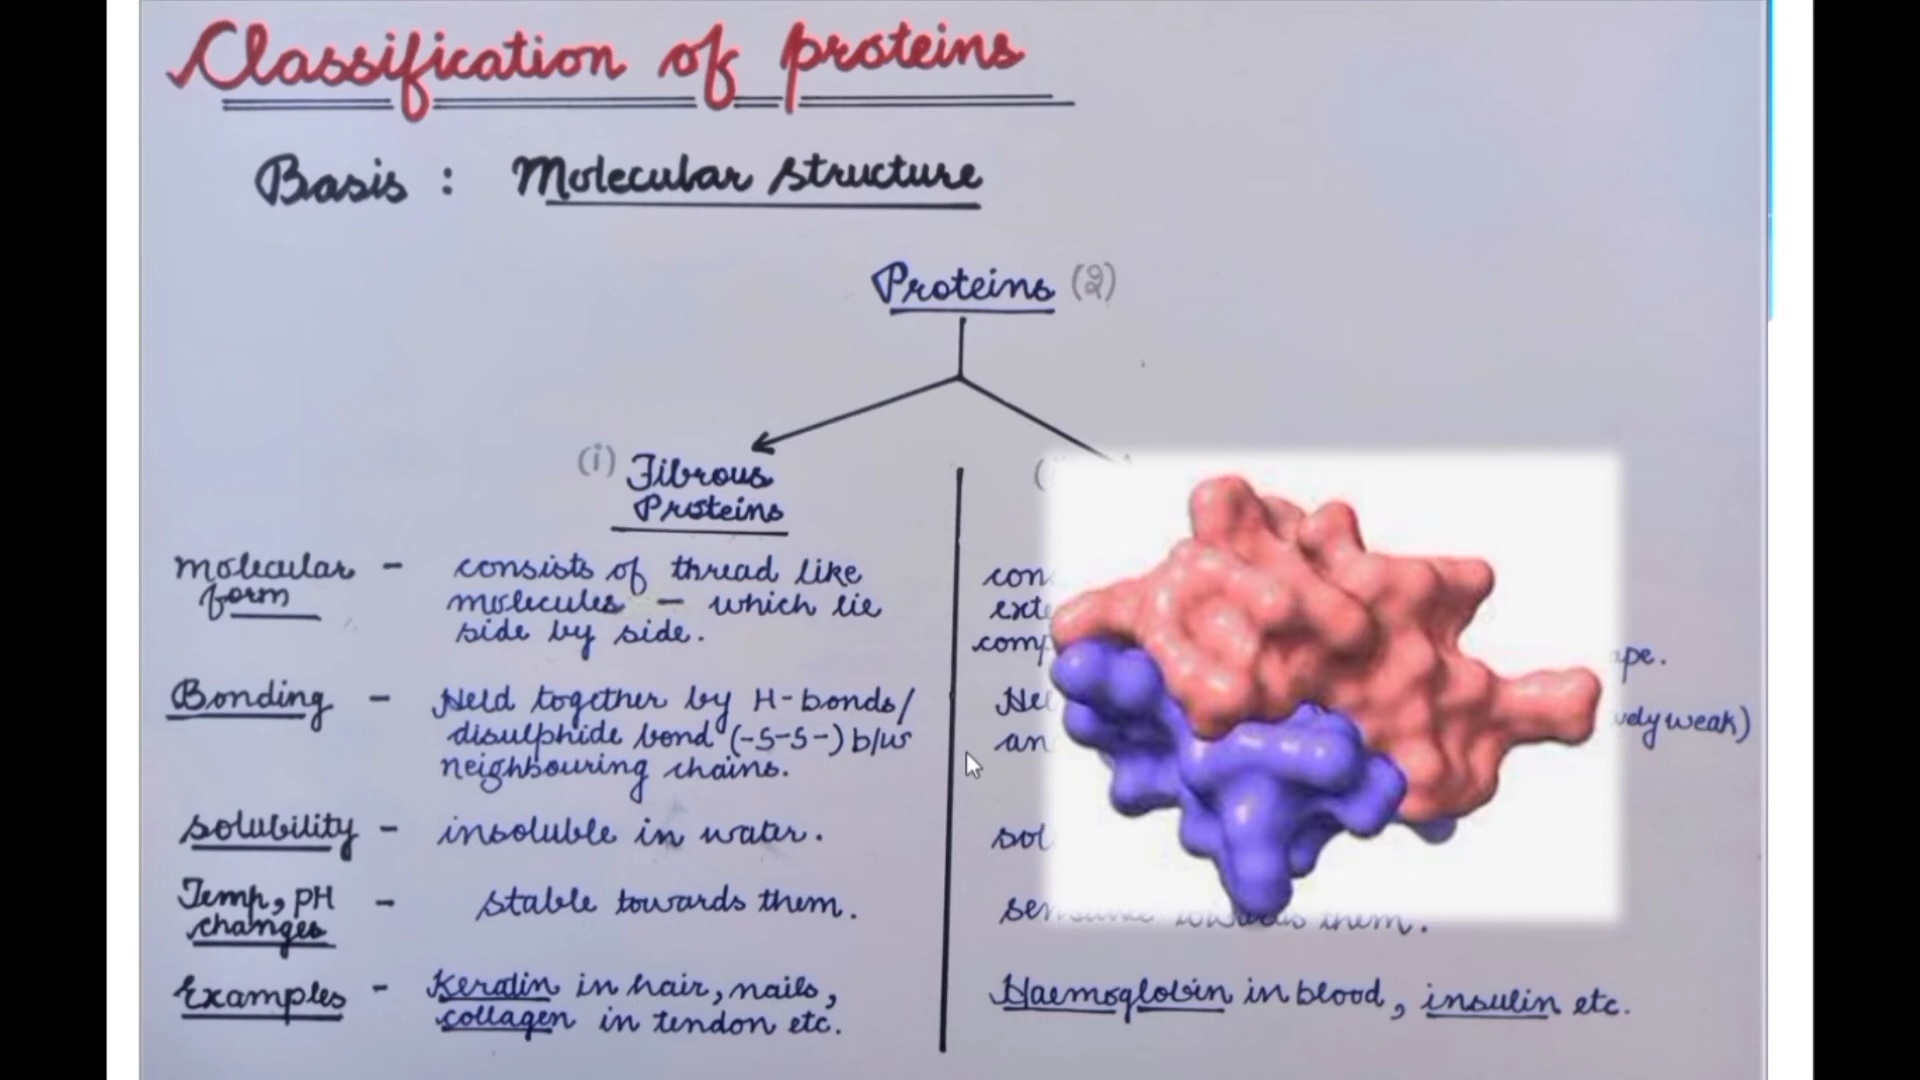 Classification of proteins
Basis : Molecular structure
Proteins (2)
(i) Fibrous
Proteins
Molecular form - consists of thread like
molecules - which lie
side by side.
Bonding - Held together by H-bonds/
disulphide bond (-S-S-) b/w
neighbouring chains.
solubility - insoluble in water.
Temp, pH changes - stable towards them.
Examples - Keratin in hair, nails,
collagen in tendon etc.
towards them.
Haemoglobin in blood, insulin etc.